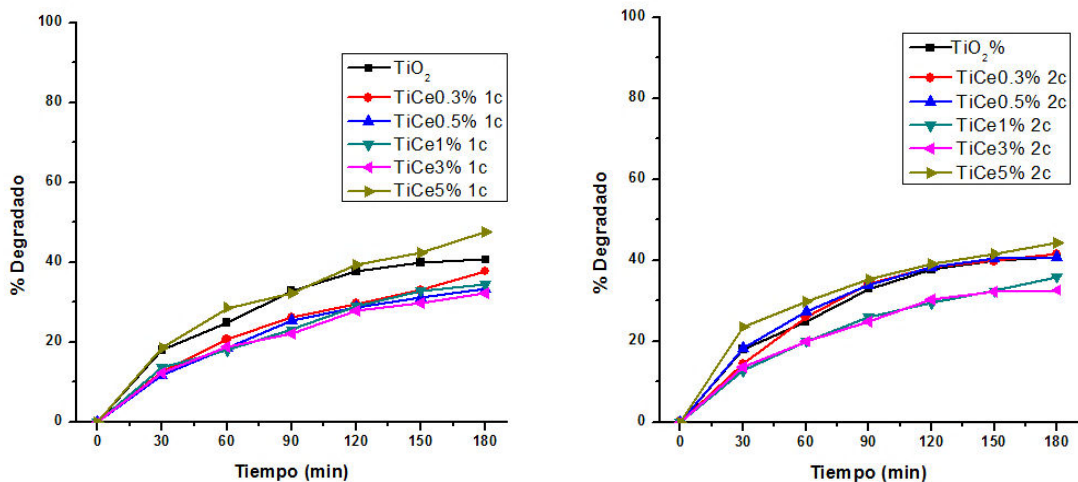 100
80
60
40
20
0
% Degradado
TiO2
TiCe0.3% 1c
TiCe0.5% 1c
TiCe1% 1c
TiCe3% 1c
TiCe5% 1c
0 30 60 90 120 150 180
Tiempo (min)
100
80
60
40
20
0
% Degradado
TiO2%
TiCe0.3% 2c
TiCe0.5% 2c
TiCe1% 2c
TiCe3% 2c
TiCe5% 2c
0 30 60 90 120 150 180
Tiempo (min)